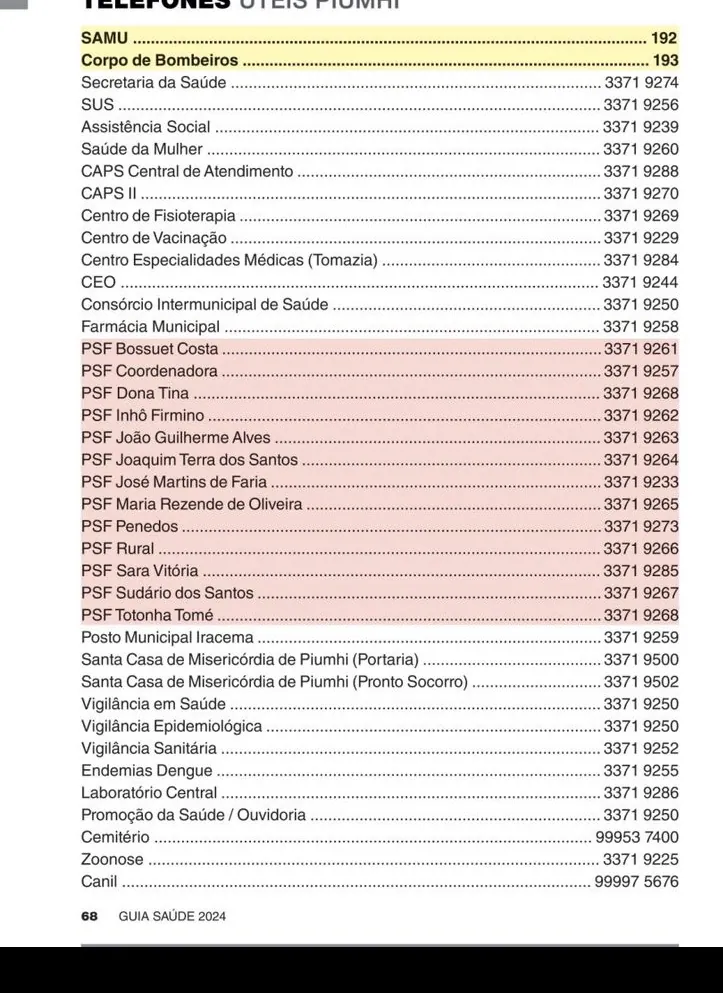 TELEFONES ÚTEIS PIUMHI
SAMU ........ 192
Corpo de Bombeiros ........ 193
Secretaria da Saúde ........ 3371 9274
SUS ........ 3371 9256
Assistência Social ........ 3371 9239
Saúde da Mulher ........ 3371 9260
CAPS Central de Atendimento ........ 3371 9288
CAPS II ........ 3371 9270
Centro de Fisioterapia ........ 3371 9269
Centro de Vacinação ........ 3371 9229
Centro Especialidades Médicas (Tomazia) ........ 3371 9284
CEO ........ 3371 9244
Consórcio Intermunicipal de Saúde ........ 3371 9250
Farmácia Municipal ........ 3371 9258
PSF Bossuet Costa ........ 3371 9261
PSF Coordenadora ........ 3371 9257
PSF Dona Tina ........ 3371 9268
PSF Inhô Firmino ........ 3371 9262
PSF João Guilherme Alves ........ 3371 9263
PSF Joaquim Terra dos Santos ........ 3371 9264
PSF José Martins de Faria ........ 3371 9233
PSF Maria Rezende de Oliveira ........ 3371 9265
PSF Penedos ........ 3371 9273
PSF Rural ........ 3371 9266
PSF Sara Vitória ........ 3371 9285
PSF Sudário dos Santos ........ 3371 9267
PSF Totonha Tomé ........ 3371 9268
Posto Municipal Iracema ........ 3371 9259
Santa Casa de Misericórdia de Piumhi (Portaria) ........ 3371 9500
Santa Casa de Misericórdia de Piumhi (Pronto Socorro) ........ 3371 9502
Vigilância em Saúde ........ 3371 9250
Vigilância Epidemiológica ........ 3371 9250
Vigilância Sanitária ........ 3371 9252
Endemias Dengue ........ 3371 9255
Laboratório Central ........ 3371 9286
Promoção da Saúde / Ouvidoria ........ 3371 9250
Cemitério ........ 99953 7400
Zoonose ........ 3371 9225
Canil ........ 99997 5676
68 GUIA SAÚDE 2024